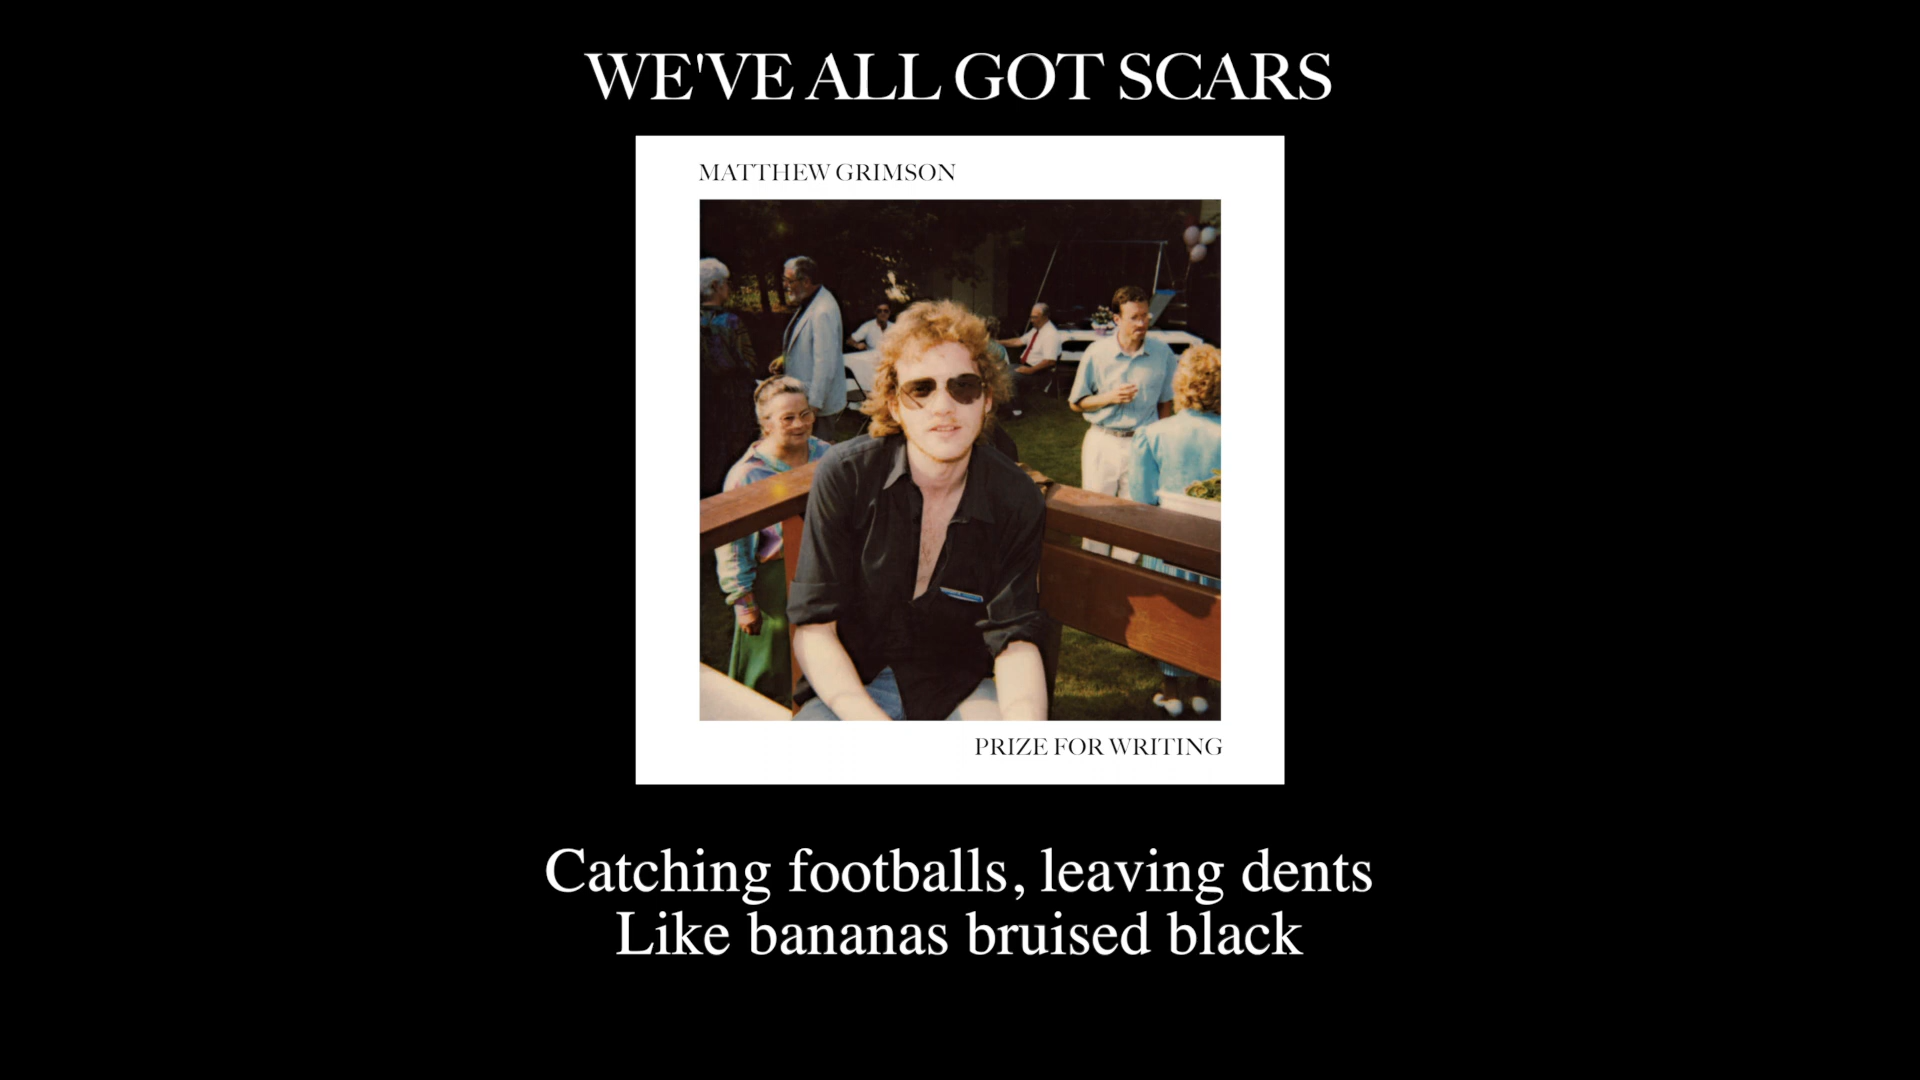 WE'VE ALL GOT SCARS
MATTHEW GRIMSON
PRIZE FOR WRITING
Catching footballs, leaving dents
Like bananas bruised black